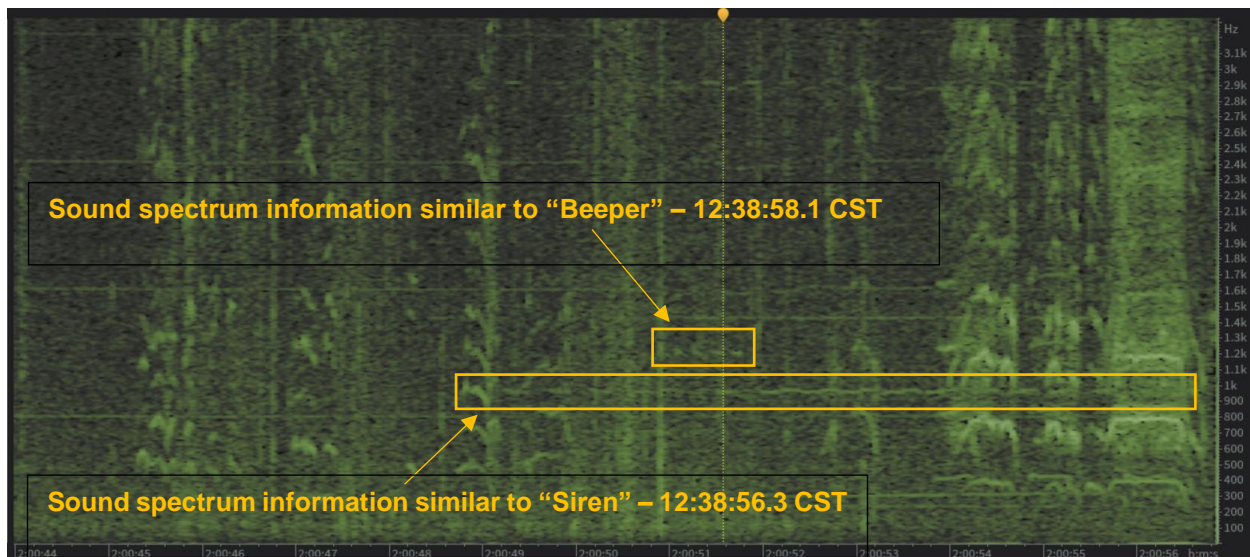 Hz
3.1k
3k
2.9k
2.8k
2.7k
2.6k
2.5k
2.4k
2.3k
2.2k
2.1k
2k
1.9k
1.8k
1.7k
1.6k
1.5k
1.4k
1.3k
1.2k
1.1k
1k
900
800
700
600
500
400
300
200
100
Sound spectrum information similar to “Beeper” – 12:38:58.1 CST
Sound spectrum information similar to “Siren” – 12:38:56.3 CST
2:00:44 2:00:45 2:00:46 2:00:47 2:00:48 2:00:49 2:00:50 2:00:51 2:00:52 2:00:53 2:00:54 2:00:55 2:00:56 h:m:s